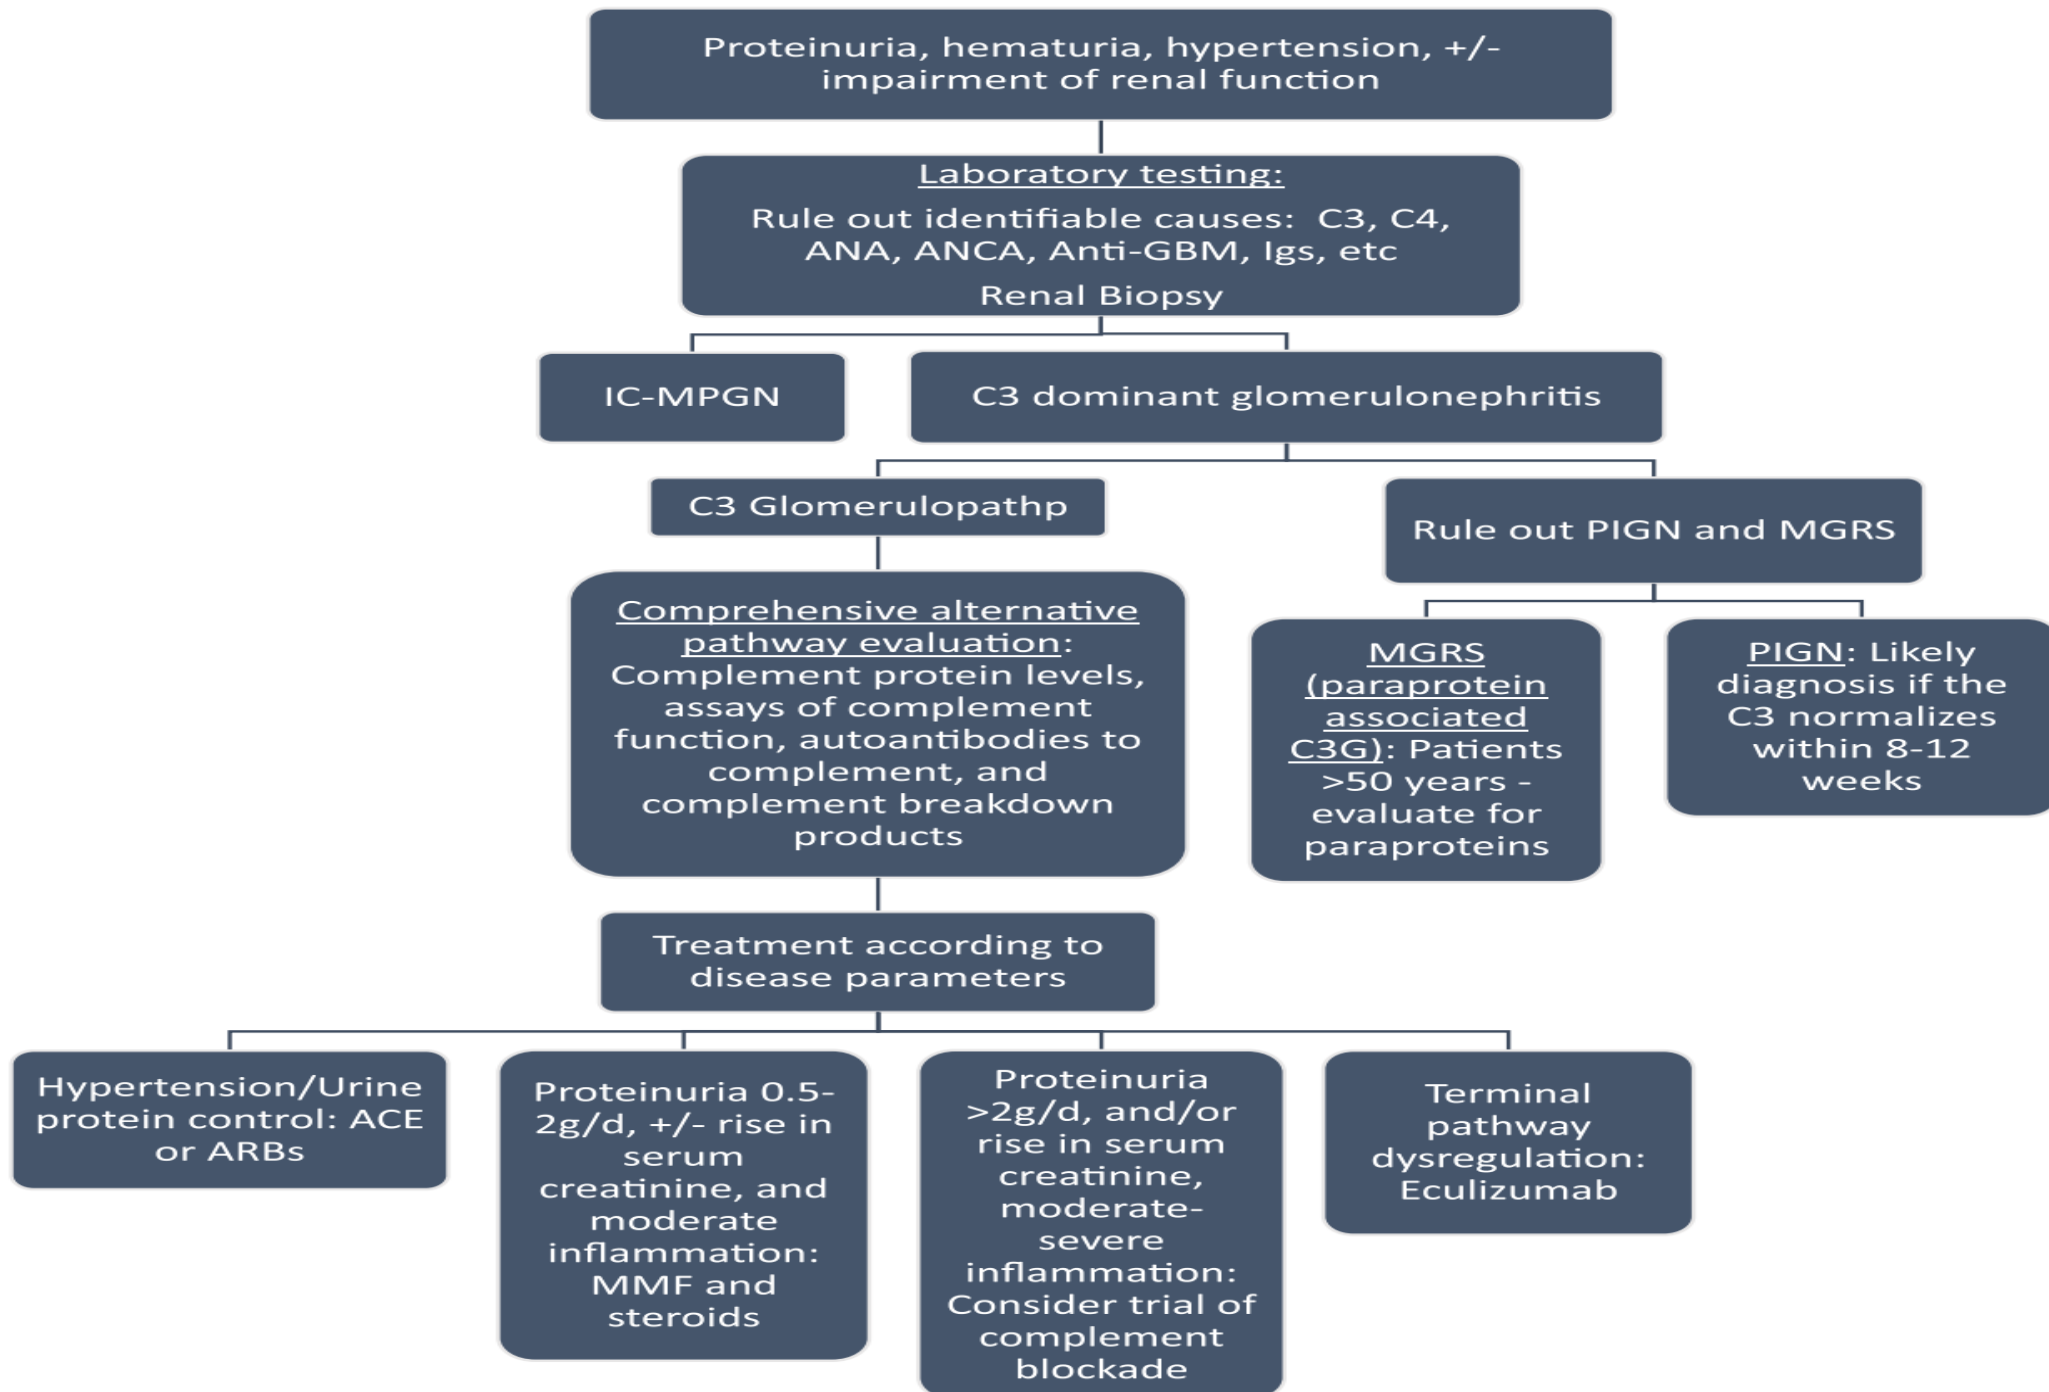 Proteinuria, hematuria, hypertension, +/-
impairment of renal function
Laboratory testing:
Rule out identifiable causes:  C3, C4,
ANA, ANCA, Anti-GBM, Igs, etc
Renal Biopsy
IC-MPGN
C3 dominant glomerulonephritis
C3 Glomerulopathp
Rule out PIGN and MGRS
Comprehensive alternative
pathway evaluation:
Complement protein levels,
assays of complement
function, autoantibodies to
complement, and
complement breakdown
products
MGRS
(paraprotein
associated
C3G): Patients
>50 years -
evaluate for
paraproteins
PIGN: Likely
diagnosis if the
C3 normalizes
within 8-12
weeks
Treatment according to
disease parameters
Hypertension/Urine
protein control: ACE
or ARBs
Proteinuria 0.5-
2g/d, +/- rise in
serum
creatinine, and
moderate
inflammation:
MMF and
steroids
Proteinuria
>2g/d, and/or
rise in serum
creatinine,
moderate-
severe
inflammation:
Consider trial of
complement
blockade
Terminal
pathway
dysregulation:
Eculizumab